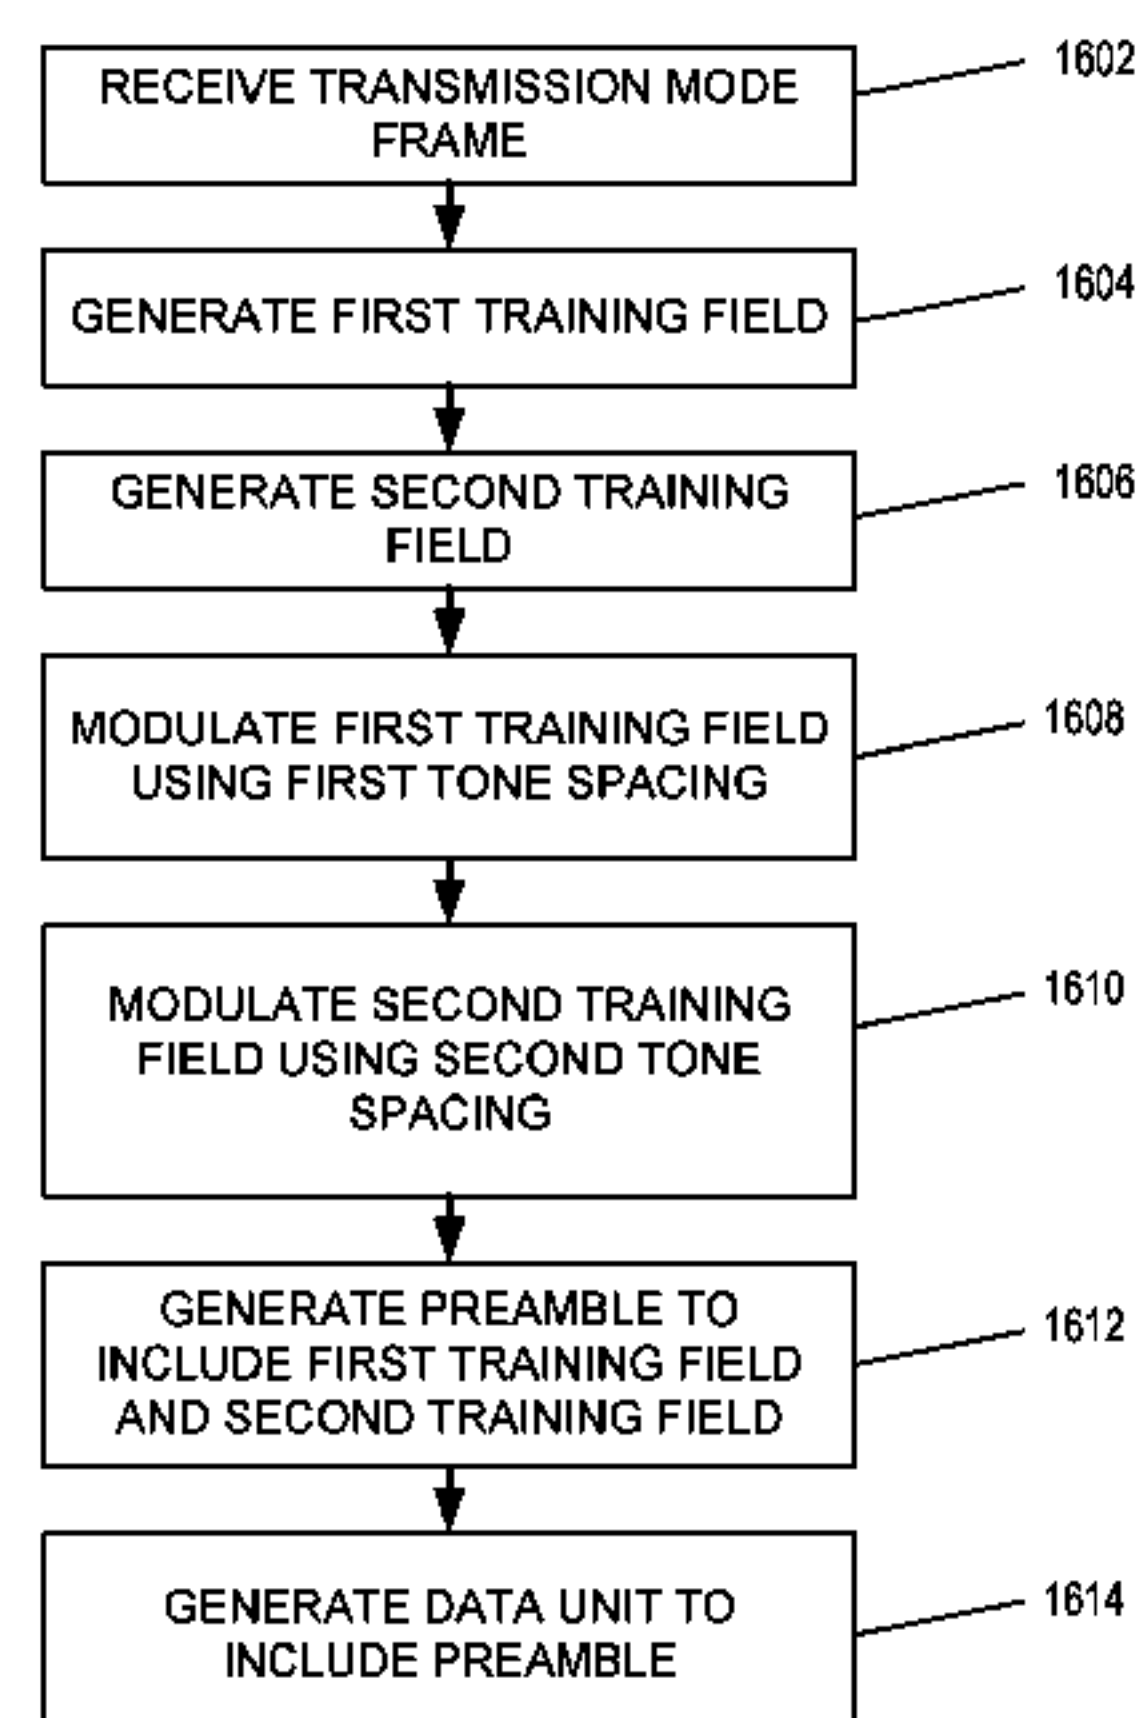 RECEIVE TRANSMISSION MODE
FRAME
1602
GENERATE FIRST TRAINING FIELD
1604
GENERATE SECOND TRAINING
FIELD
1606
MODULATE FIRST TRAINING FIELD
USING FIRST TONE SPACING
1608
MODULATE SECOND TRAINING
FIELD USING SECOND TONE
SPACING
1610
GENERATE PREAMBLE TO
INCLUDE FIRST TRAINING FIELD
AND SECOND TRAINING FIELD
1612
GENERATE DATA UNIT TO
INCLUDE PREAMBLE
1614